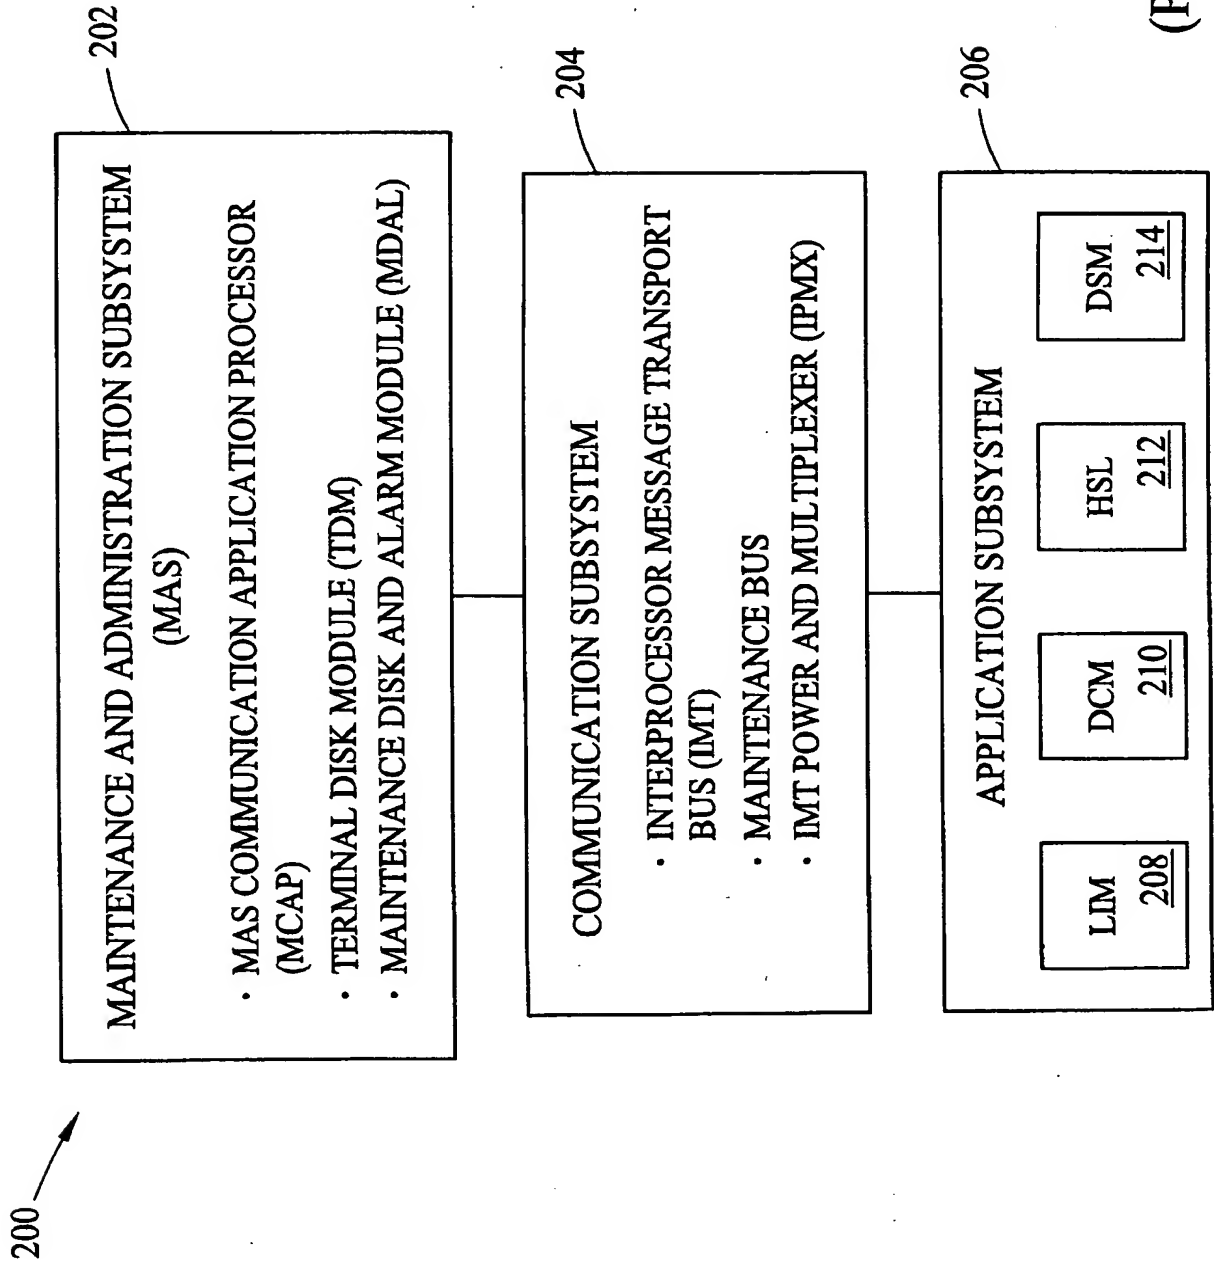 200
202
MAINTENANCE AND ADMINISTRATION SUBSYSTEM
(MAS)
· MAS COMMUNICATION APPLICATION PROCESSOR
(MCAP)
· TERMINAL DISK MODULE (TDM)
· MAINTENANCE DISK AND ALARM MODULE (MDAL)
204
COMMUNICATION SUBSYSTEM
· INTERPROCESSOR MESSAGE TRANSPORT
BUS (IMT)
· MAINTENANCE BUS
· IMT POWER AND MULTIPLEXER (IPMX)
206
APPLICATION SUBSYSTEM
LIM
208
DCM
210
HSL
212
DSM
214